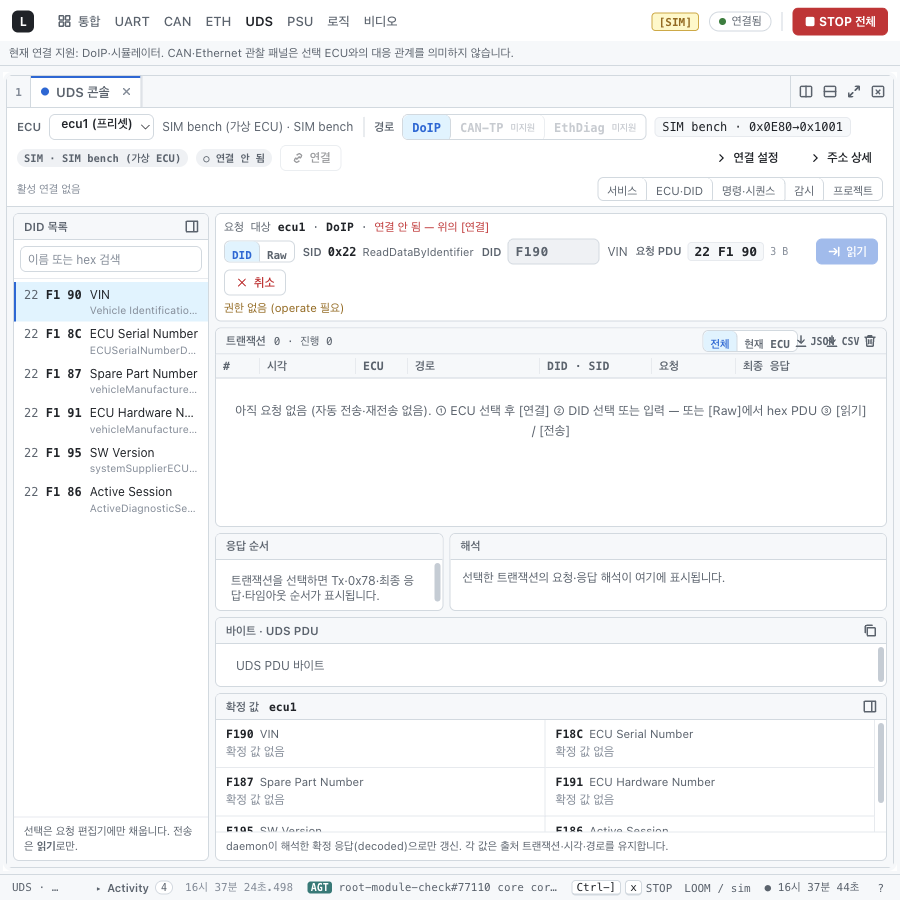 L 통합 UART CAN ETH UDS PSU 로직 비디오 [SIM] 연결됨 STOP 전체
현재 연결 지원: DoIP·시뮬레이터. CAN·Ethernet 관찰 패널은 선택 ECU와의 대응 관계를 의미하지 않습니다.
1 UDS 콘솔
ECU ecu1 (프리셋) SIM bench (가상 ECU) · SIM bench 경로 DoIP CAN-TP 미지원 EthDiag 미지원 SIM bench · 0x0E80→0x1001
SIM · SIM bench (가상 ECU) 연결 안 됨 연결 연결 설정 주소 상세
활성 연결 없음 서비스 ECU·DID 명령·시퀀스 감시 프로젝트
DID 목록
이름 또는 hex 검색
22 F1 90 VIN
Vehicle Identificatio…
22 F1 8C ECU Serial Number
ECUSerialNumberD…
22 F1 87 Spare Part Number
vehicleManufacture…
22 F1 91 ECU Hardware N…
vehicleManufacture…
22 F1 95 SW Version
systemSupplierECU…
22 F1 86 Active Session
ActiveDiagnosticSe…
선택은 요청 편집기에만 채웁니다. 전송
은 읽기로만.
요청 대상 ecu1 · DoIP · 연결 안 됨 — 위의 [연결]
DID Raw SID 0x22 ReadDataByIdentifier DID F190 VIN 요청 PDU 22 F1 90 3 B 읽기
취소
권한 없음 (operate 필요)
트랜잭션 0 · 진행 0 전체 현재 ECU JSON CSV
# 시각 ECU 경로 DID · SID 요청 최종 응답
아직 요청 없음 (자동 전송·재전송 없음). ① ECU 선택 후 [연결] ② DID 선택 또는 입력 — 또는 [Raw]에서 hex PDU ③ [읽기]
/ [전송]
응답 순서
트랜잭션을 선택하면 Tx·0x78·최종 응
답·타임아웃 순서가 표시됩니다.
해석
선택한 트랜잭션의 요청·응답 해석이 여기에 표시됩니다.
바이트 · UDS PDU
UDS PDU 바이트
확정 값 ecu1
F190 VIN
확정 값 없음
F18C ECU Serial Number
확정 값 없음
F187 Spare Part Number
확정 값 없음
F191 ECU Hardware Number
확정 값 없음
F195 SW Version
F186 Active Session
daemon이 해석한 확정 응답(decoded)으로만 갱신. 각 값은 출처 트랜잭션·시각·경로를 유지합니다.
UDS · … Activity 4 16시 37분 24초.498 AGT root-module-check#77110 core cor… Ctrl-] x STOP LOOM / sim 16시 37분 44초 ?